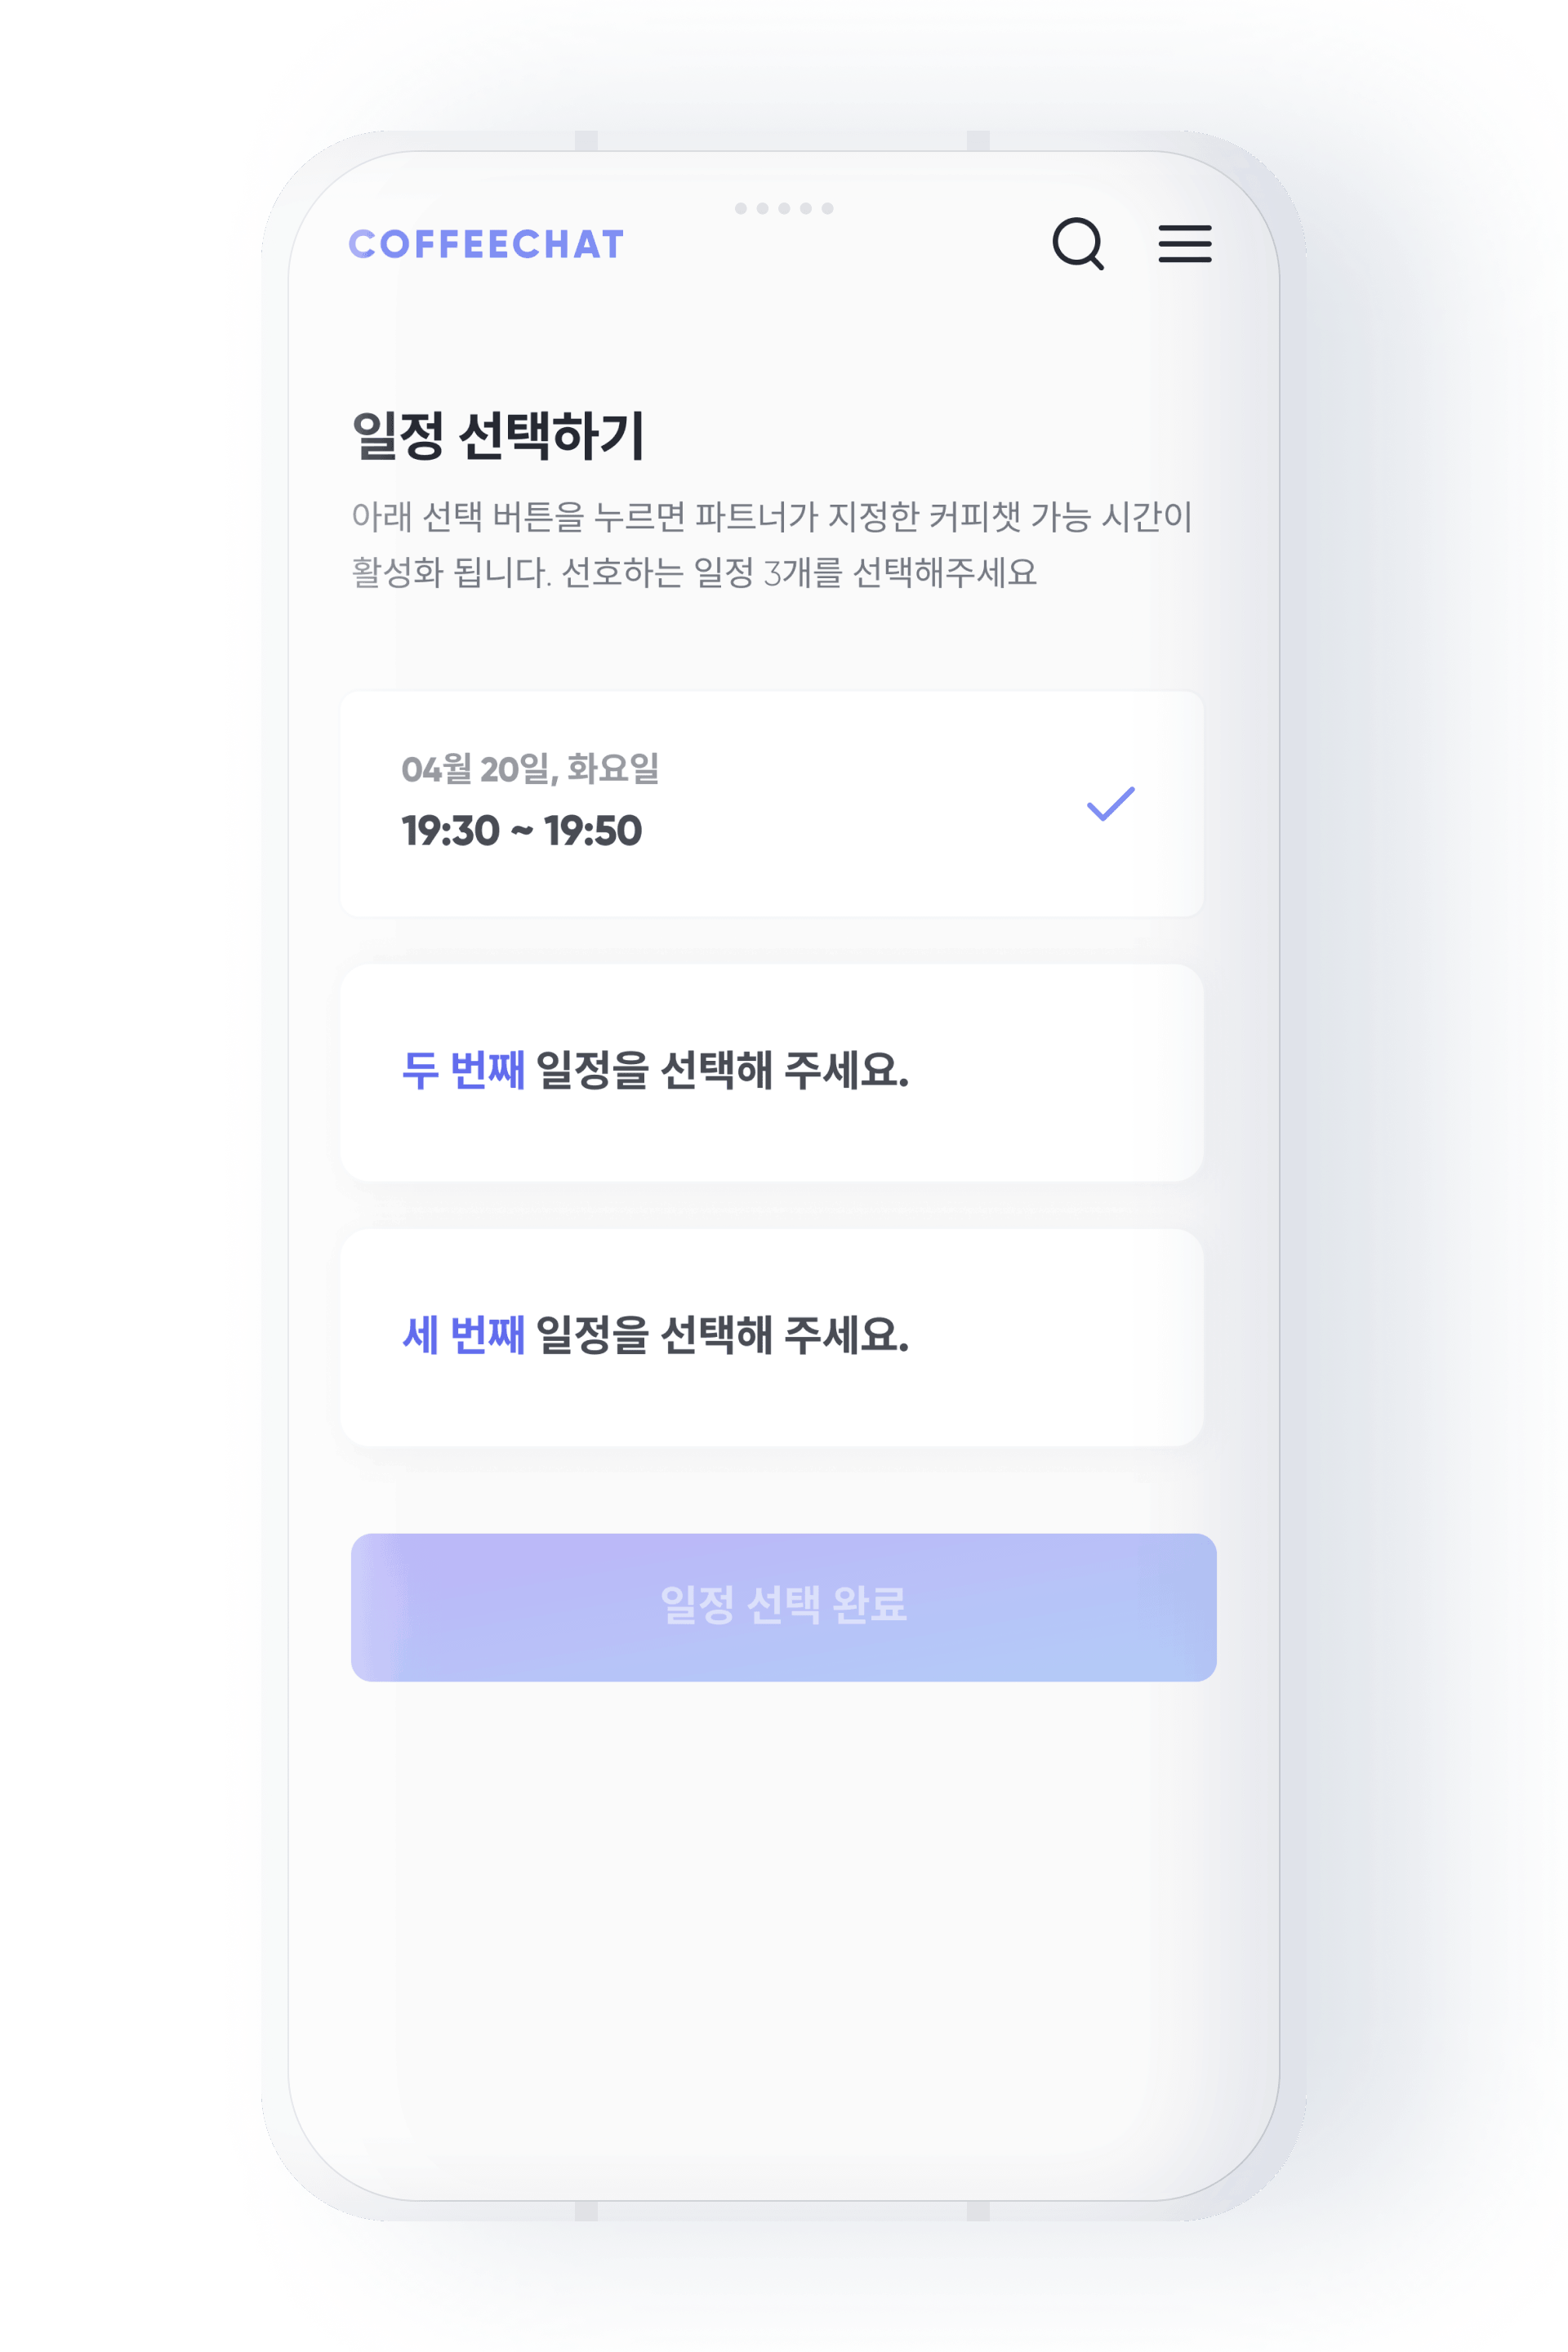 COFFEECHAT
일정 선택하기
아래 선택 버튼을 누르면 파트너가 지정한 커피챗 가능 시간이
활성화 됩니다. 선호하는 일정 3개를 선택해주세요
04월 20일, 화요일
19:30 ~ 19:50
두 번째 일정을 선택해 주세요.
세 번째 일정을 선택해 주세요.
일정 선택 완료